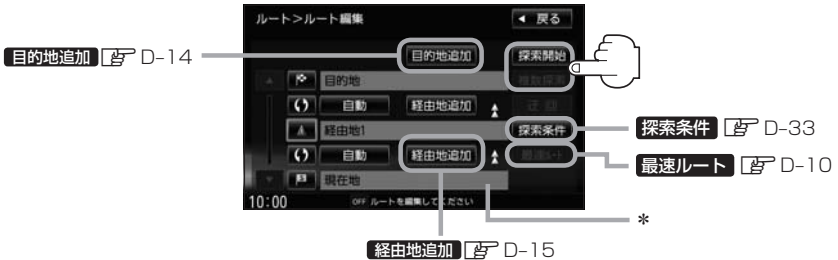 ルート>ルート編集 ◀ 戻る
目的地追加 D-14
目的地追加 探索開始
目的地 複数探索
自動 経由地追加 迂回
経由地1 探索条件
探索条件 D-33
自動 経由地追加 最速ルート
最速ルート D-10
現在地
*
10:00 OFF ルートを編集してください
経由地追加 D-15